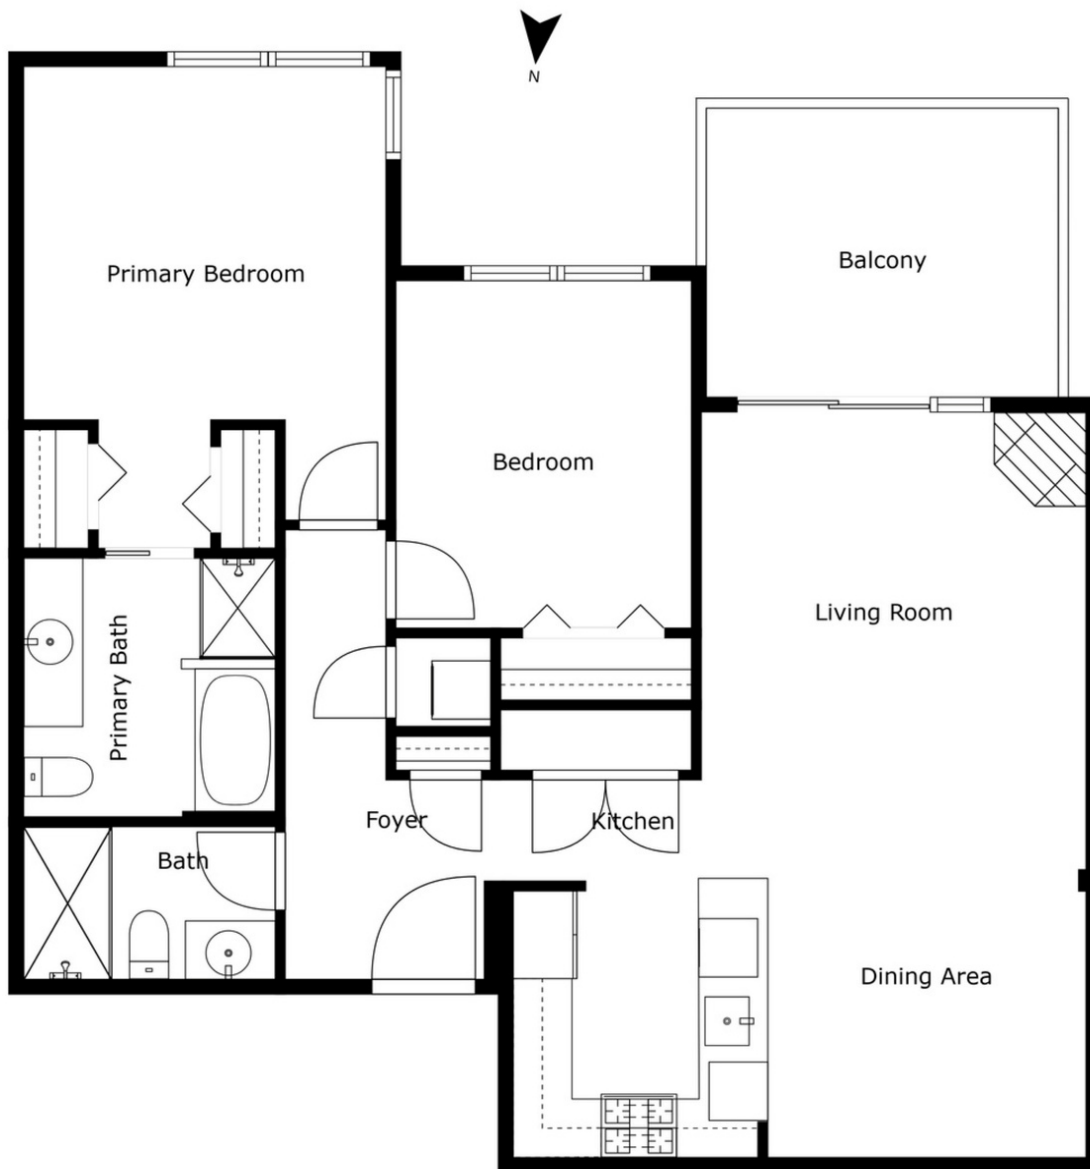 N
Primary Bedroom
Balcony
Bedroom
Living Room
Primary Bath
Foyer
Kitchen
Bath
Dining Area